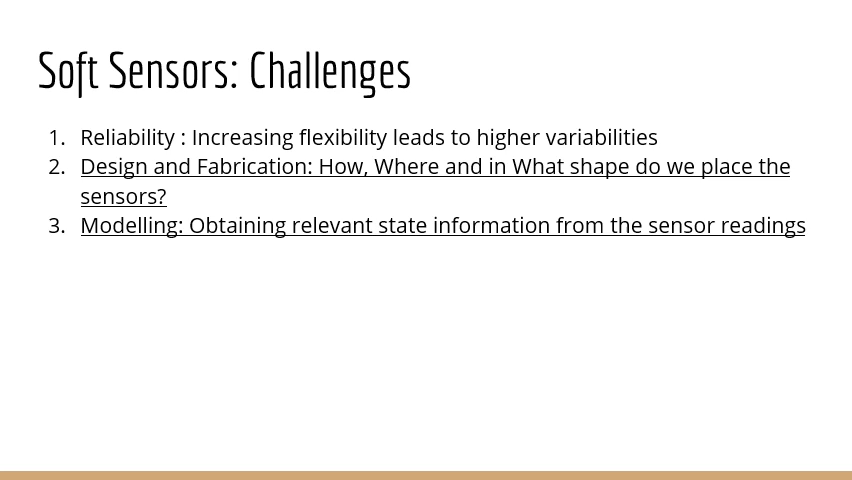 Soft Sensors: Challenges
1. Reliability : Increasing flexibility leads to higher variabilities
2. Design and Fabrication: How, Where and in What shape do we place the
sensors?
3. Modelling: Obtaining relevant state information from the sensor readings